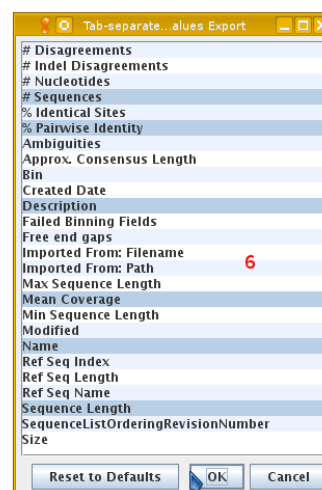 Tab-separate...alues Export
# Disagreements
# Indel Disagreements
# Nucleotides
# Sequences
% Identical Sites
% Pairwise Identity
Ambiguities
Approx. Consensus Length
Bin
Created Date
Description
Failed Binning Fields
Free end gaps
Imported From: Filename
Imported From: Path
6
Max Sequence Length
Mean Coverage
Min Sequence Length
Modified
Name
Ref Seq Index
Ref Seq Length
Ref Seq Name
Sequence Length
SequenceListOrderingRevisionNumber
Size
Reset to Defaults OK Cancel